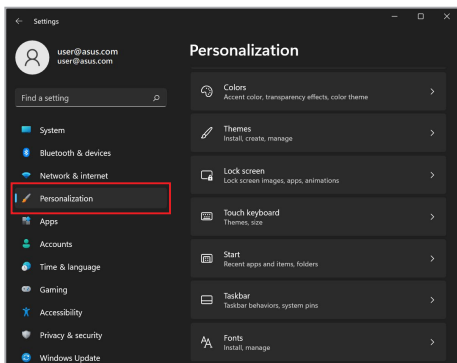 Settings
user@asus.com
user@asus.com
Find a setting
System
Bluetooth & devices
Network & internet
Personalization
Apps
Accounts
Time & language
Gaming
Accessibility
Privacy & security
Windows Update
Personalization
Colors
Accent color, transparency effects, color theme
Themes
Install, create, manage
Lock screen
Lock screen images, apps, animations
Touch keyboard
Themes, size
Start
Recent apps and items, folders
Taskbar
Taskbar behaviors, system pins
Fonts
Install, manage